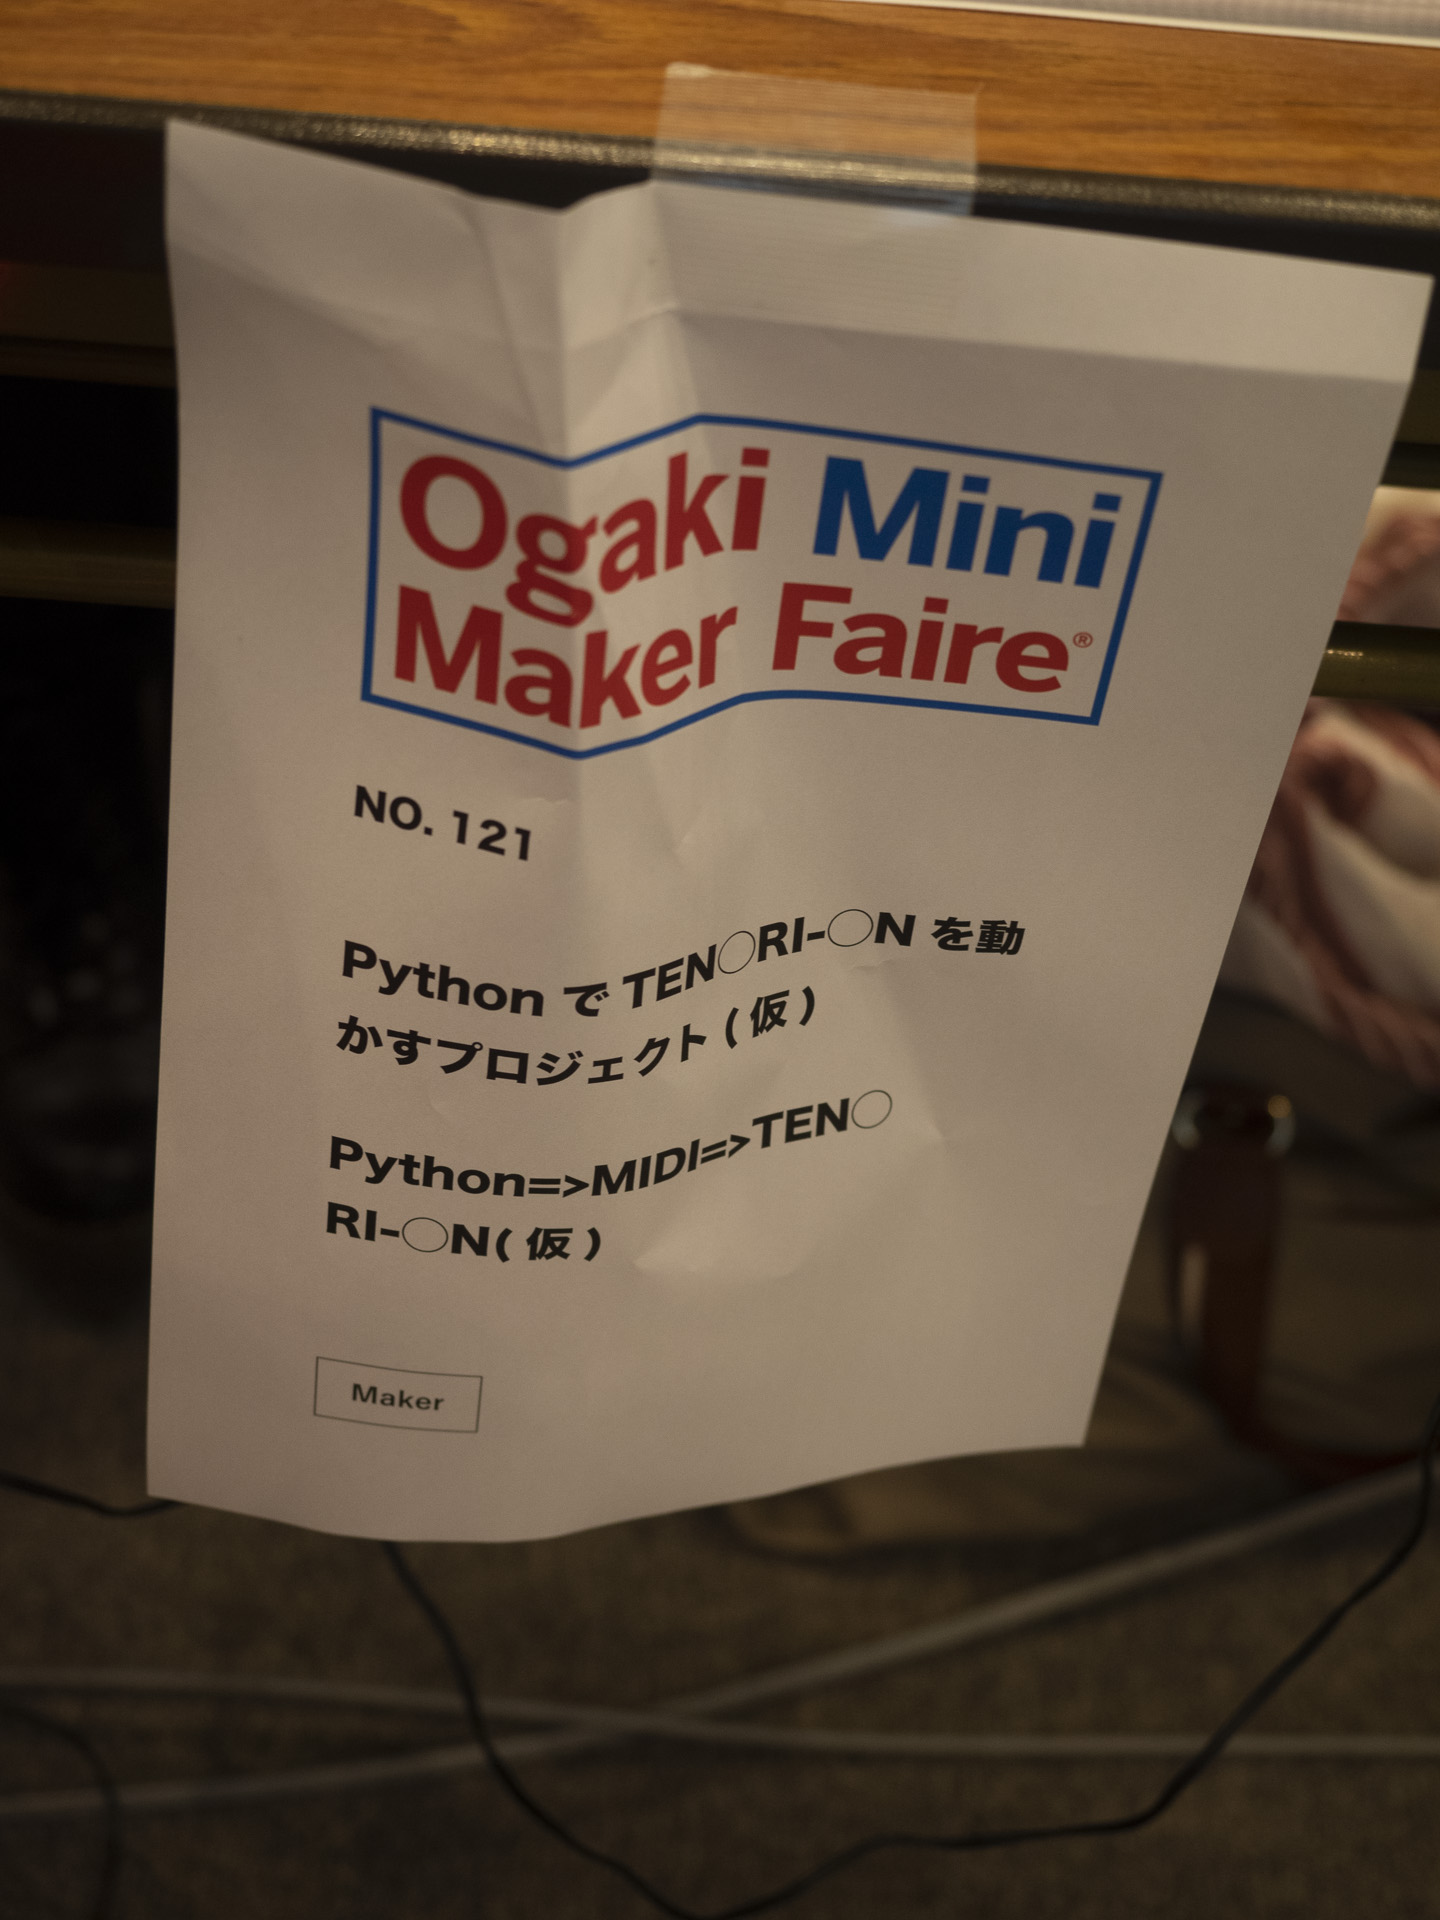 Ogaki Mini
Maker Faire®
NO. 121
Python で TEN◯RI-◯N を動
かすプロジェクト(仮)
Python=>MIDI=>TEN◯
RI-◯N(仮)
Maker